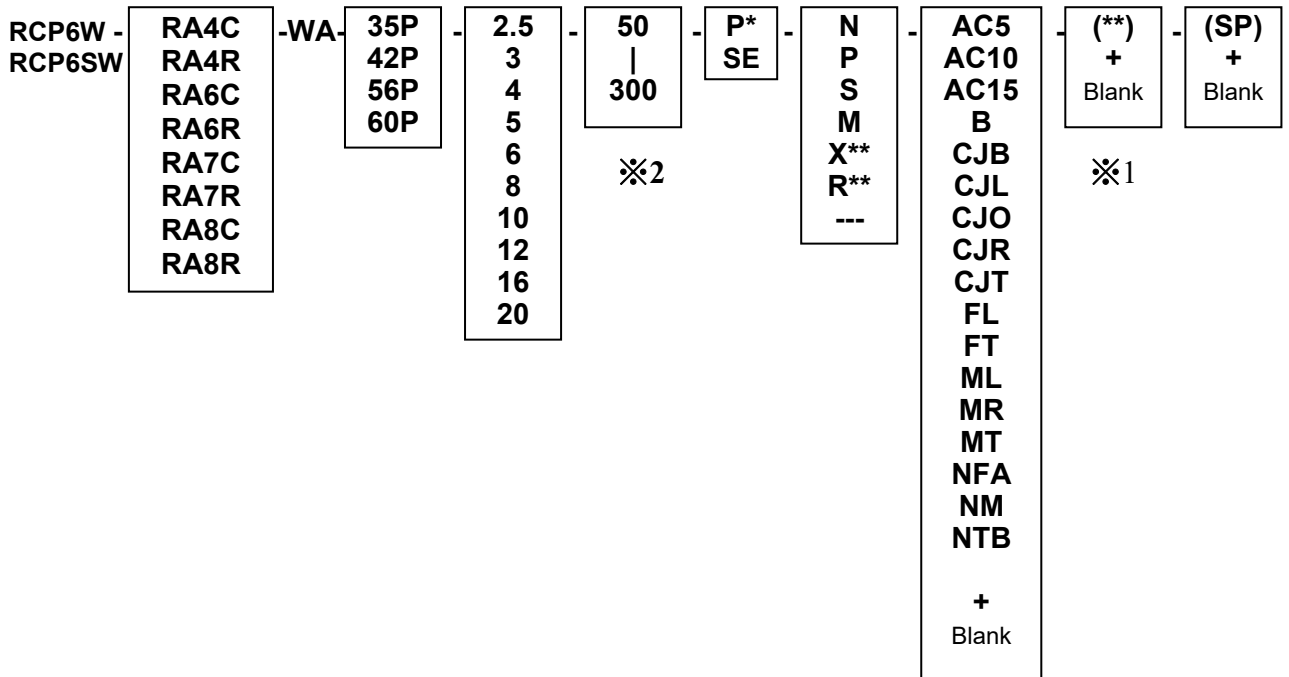 RCP6W - RA4C -WA- 35P - 2.5 - 50 - P* - N - AC5 - (**) - (SP)
RCP6SW RA4R 42P 3 | SE P AC10 + +
RA6C 56P 4 300 S AC15 Blank Blank
RA6R 60P 5 M B
RA7C 6 ※2 X** CJB ※1
RA7R 8 R** CJL
RA8C 10 --- CJO
RA8R 12 CJR
16 CJT
20 FL
FT
ML
MR
MT
NFA
NM
NTB
+
Blank